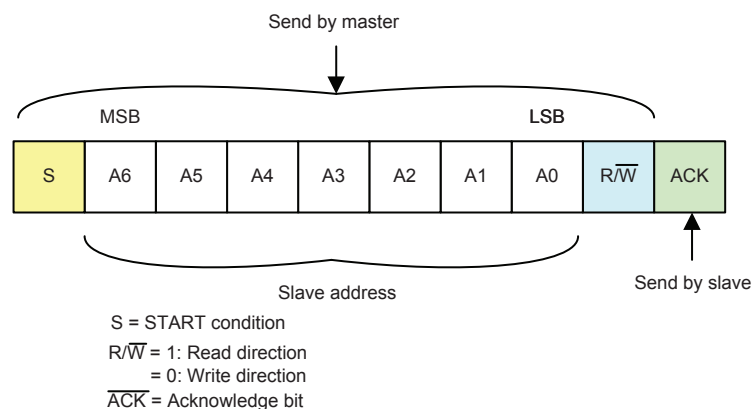 Send by master
MSB LSB
S A6 A5 A4 A3 A2 A1 A0 R/W̅ ACK
Slave address
Send by slave
S = START condition
R/W̅ = 1: Read direction
= 0: Write direction
A̅C̅K̅ = Acknowledge bit